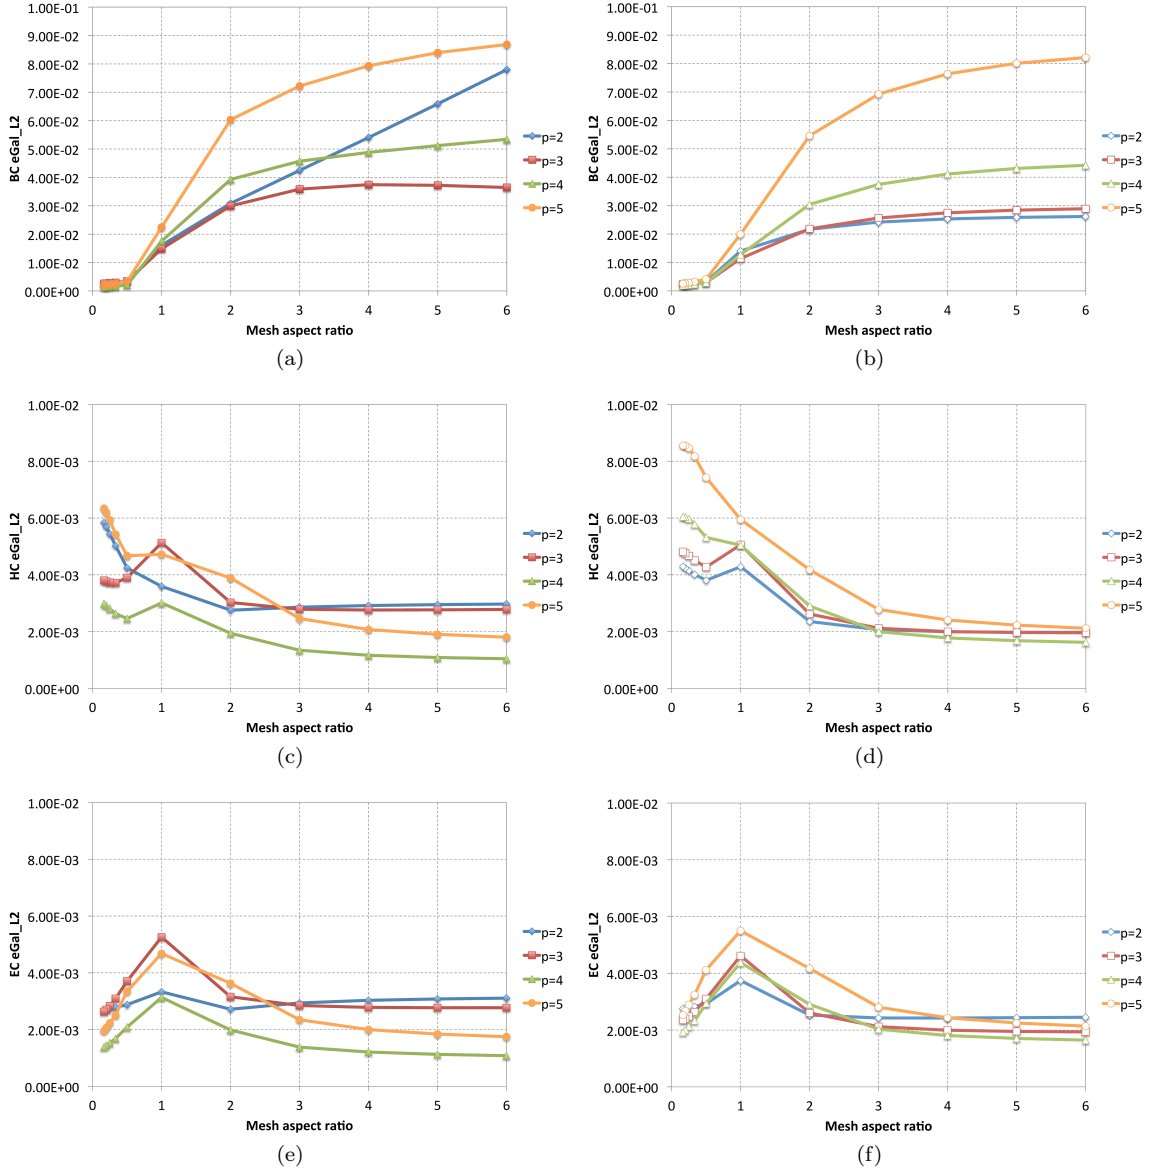 1.00E-01
9.00E-02
8.00E-02
7.00E-02
6.00E-02
5.00E-02
4.00E-02
3.00E-02
2.00E-02
1.00E-02
0.00E+00
BC eGal_L2
0 1 2 3 4 5 6
Mesh aspect ratio
p=2
p=3
p=4
p=5
(a)
1.00E-01
9.00E-02
8.00E-02
7.00E-02
6.00E-02
5.00E-02
4.00E-02
3.00E-02
2.00E-02
1.00E-02
0.00E+00
BC eGal_L2
0 1 2 3 4 5 6
Mesh aspect ratio
p=2
p=3
p=4
p=5
(b)
1.00E-02
8.00E-03
6.00E-03
4.00E-03
2.00E-03
0.00E+00
HC eGal_L2
0 1 2 3 4 5 6
Mesh aspect ratio
p=2
p=3
p=4
p=5
(c)
1.00E-02
8.00E-03
6.00E-03
4.00E-03
2.00E-03
0.00E+00
HC eGal_L2
0 1 2 3 4 5 6
Mesh aspect ratio
p=2
p=3
p=4
p=5
(d)
1.00E-02
8.00E-03
6.00E-03
4.00E-03
2.00E-03
0.00E+00
EC eGal_L2
0 1 2 3 4 5 6
Mesh aspect ratio
p=2
p=3
p=4
p=5
(e)
1.00E-02
8.00E-03
6.00E-03
4.00E-03
2.00E-03
0.00E+00
EC eGal_L2
0 1 2 3 4 5 6
Mesh aspect ratio
p=2
p=3
p=4
p=5
(f)